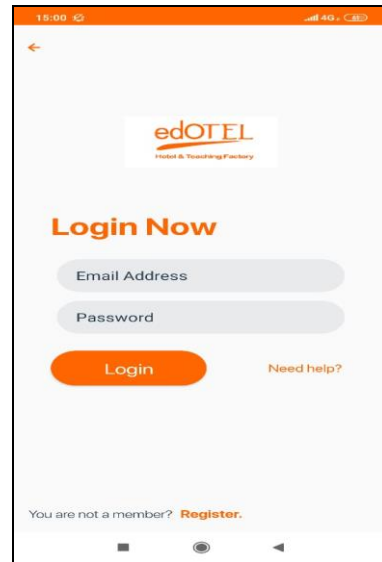 15:00 4G
edOTEL
Hotel & Teaching Factory
Login Now
Email Address
Password
Login Need help?
You are not a member? Register.